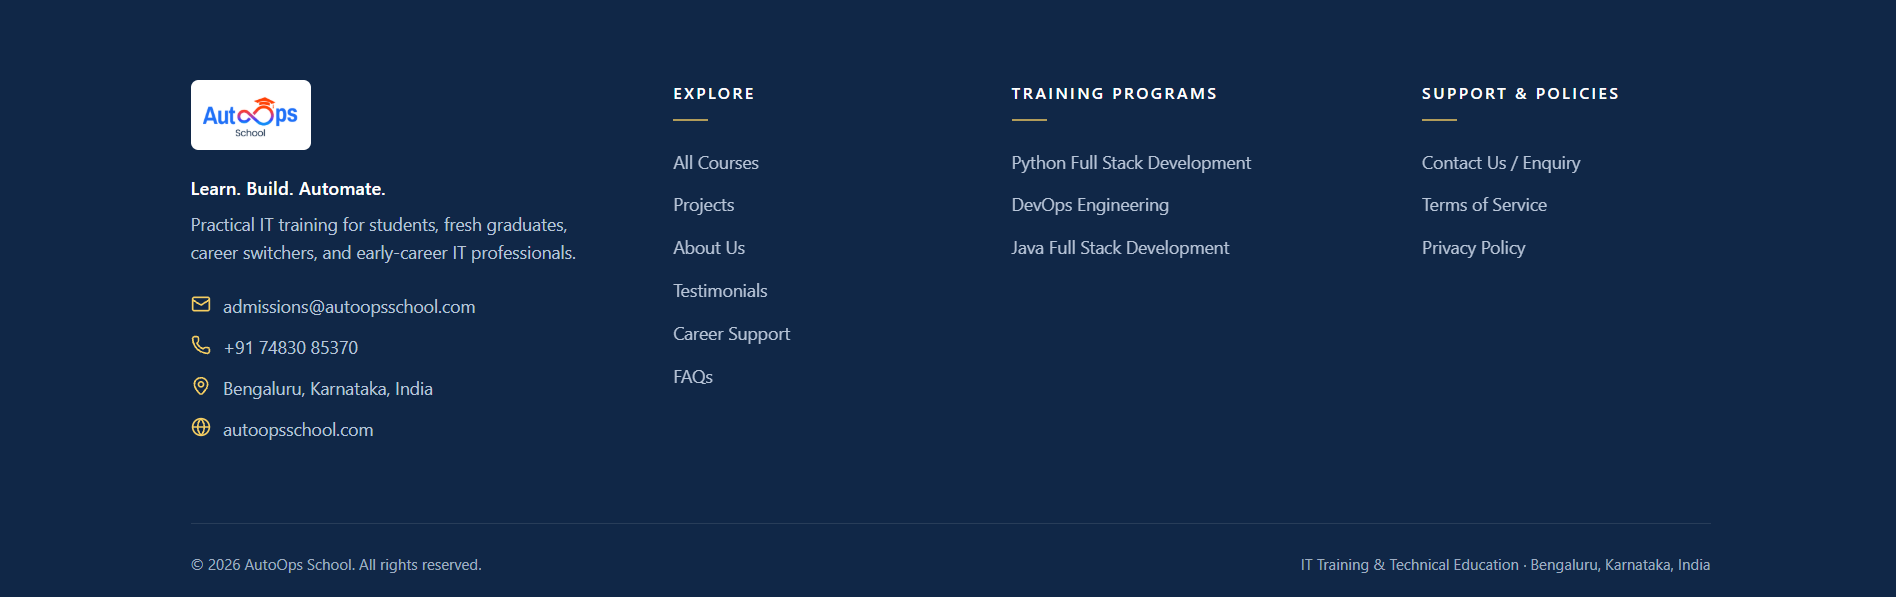 AutoOps
School
Learn. Build. Automate.
Practical IT training for students, fresh graduates,
career switchers, and early-career IT professionals.
admissions@autoopsschool.com
+91 74830 85370
Bengaluru, Karnataka, India
autoopsschool.com
EXPLORE
All Courses
Projects
About Us
Testimonials
Career Support
FAQs
TRAINING PROGRAMS
Python Full Stack Development
DevOps Engineering
Java Full Stack Development
SUPPORT & POLICIES
Contact Us / Enquiry
Terms of Service
Privacy Policy
© 2026 AutoOps School. All rights reserved.
IT Training & Technical Education · Bengaluru, Karnataka, India